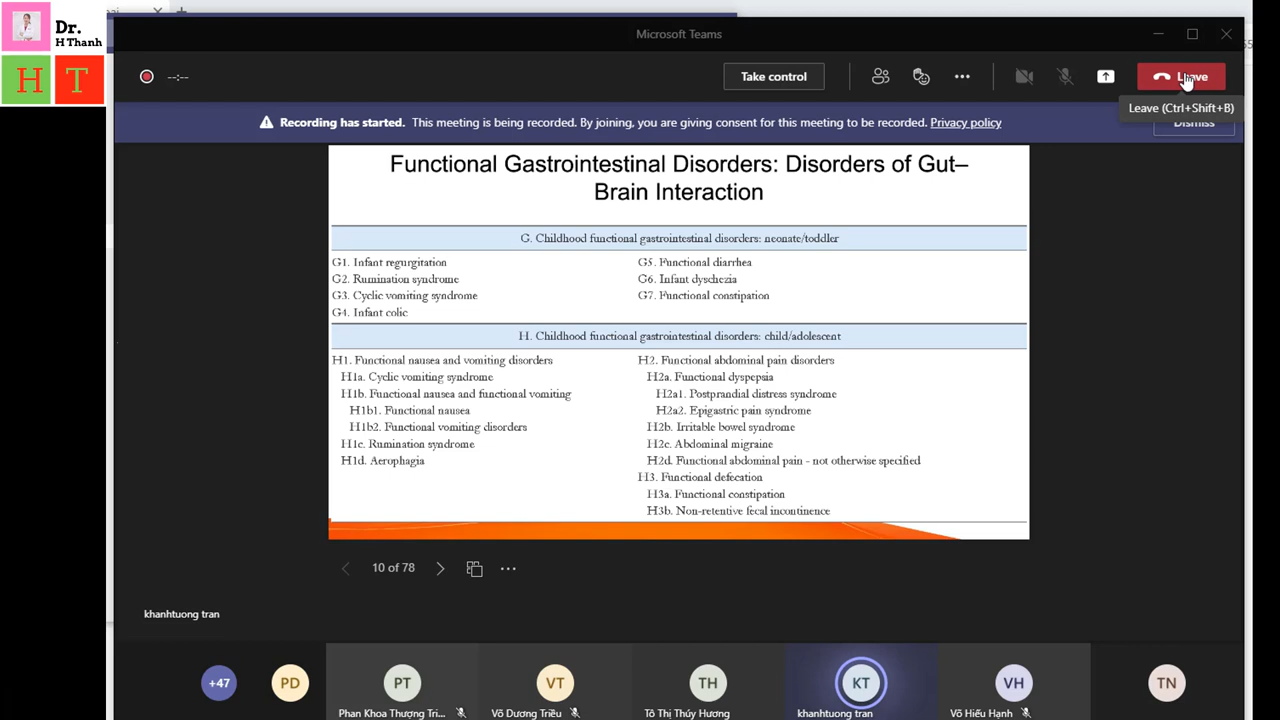 Dr.
H Thanh
H T
Microsoft Teams
--:--
Take control
Leave
Leave (Ctrl+Shift+B)
Recording has started. This meeting is being recorded. By joining, you are giving consent for this meeting to be recorded. Privacy policy
Dismiss
Functional Gastrointestinal Disorders: Disorders of Gut–
Brain Interaction
G. Childhood functional gastrointestinal disorders: neonate/toddler
G1. Infant regurgitation
G2. Rumination syndrome
G3. Cyclic vomiting syndrome
G4. Infant colic
G5. Functional diarrhea
G6. Infant dyschezia
G7. Functional constipation
H. Childhood functional gastrointestinal disorders: child/adolescent
H1. Functional nausea and vomiting disorders
H1a. Cyclic vomiting syndrome
H1b. Functional nausea and functional vomiting
H1b1. Functional nausea
H1b2. Functional vomiting disorders
H1c. Rumination syndrome
H1d. Aerophagia
H2. Functional abdominal pain disorders
H2a. Functional dyspepsia
H2a1. Postprandial distress syndrome
H2a2. Epigastric pain syndrome
H2b. Irritable bowel syndrome
H2c. Abdominal migraine
H2d. Functional abdominal pain - not otherwise specified
H3. Functional defecation
H3a. Functional constipation
H3b. Non-retentive fecal incontinence
10 of 78
khanhtuong tran
+47
PD
PT
VT
TH
KT
VH
TN
Phan Khoa Thượng Tri...
Võ Dương Triều
Tô Thị Thúy Hương
khanhtuong tran
Võ Hiếu Hạnh